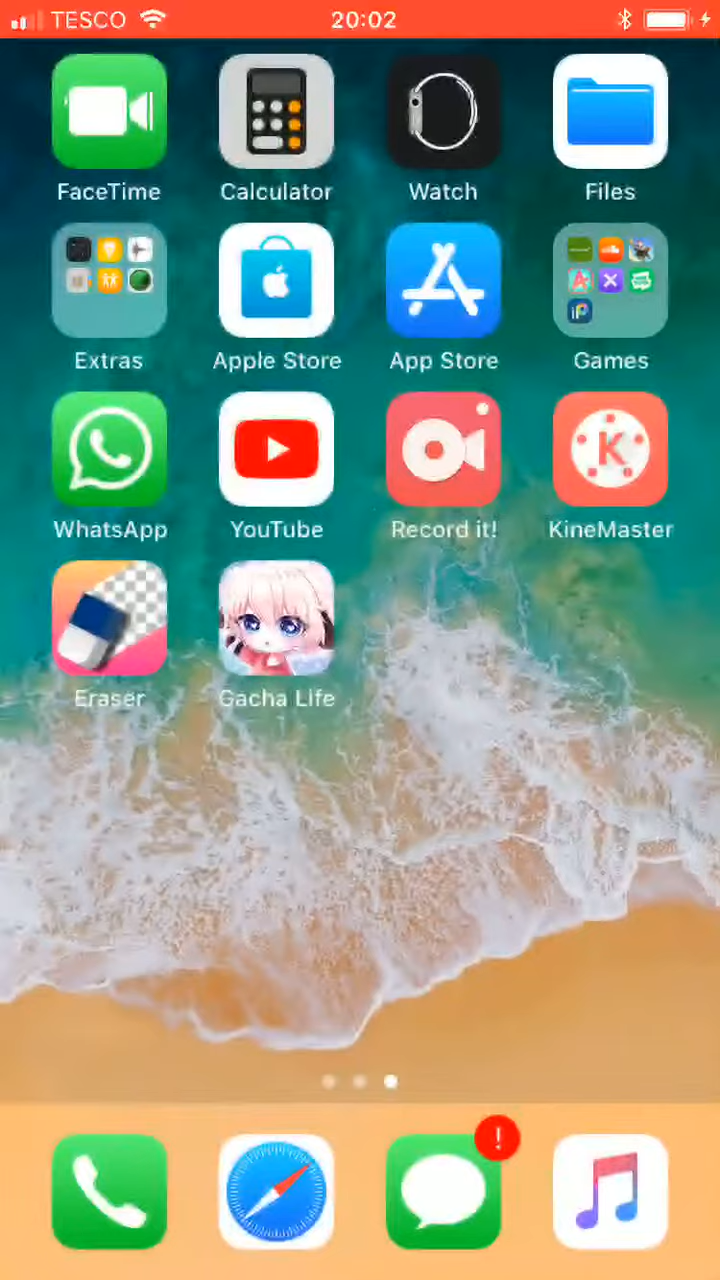 TESCO 20:02
FaceTime Calculator Watch Files
Extras Apple Store App Store Games
WhatsApp YouTube Record it! KineMaster
K
Eraser Gacha Life
!